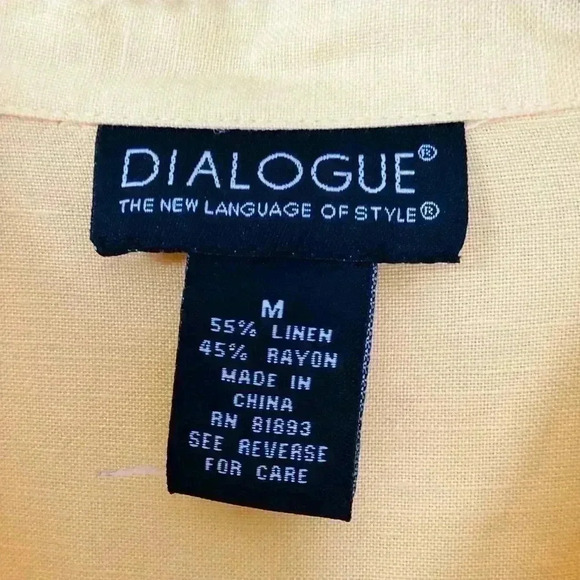 DIALOGUE®
THE NEW LANGUAGE OF STYLE®
M
55% LINEN
45% RAYON
MADE IN
CHINA
RN 81893
SEE REVERSE
FOR CARE